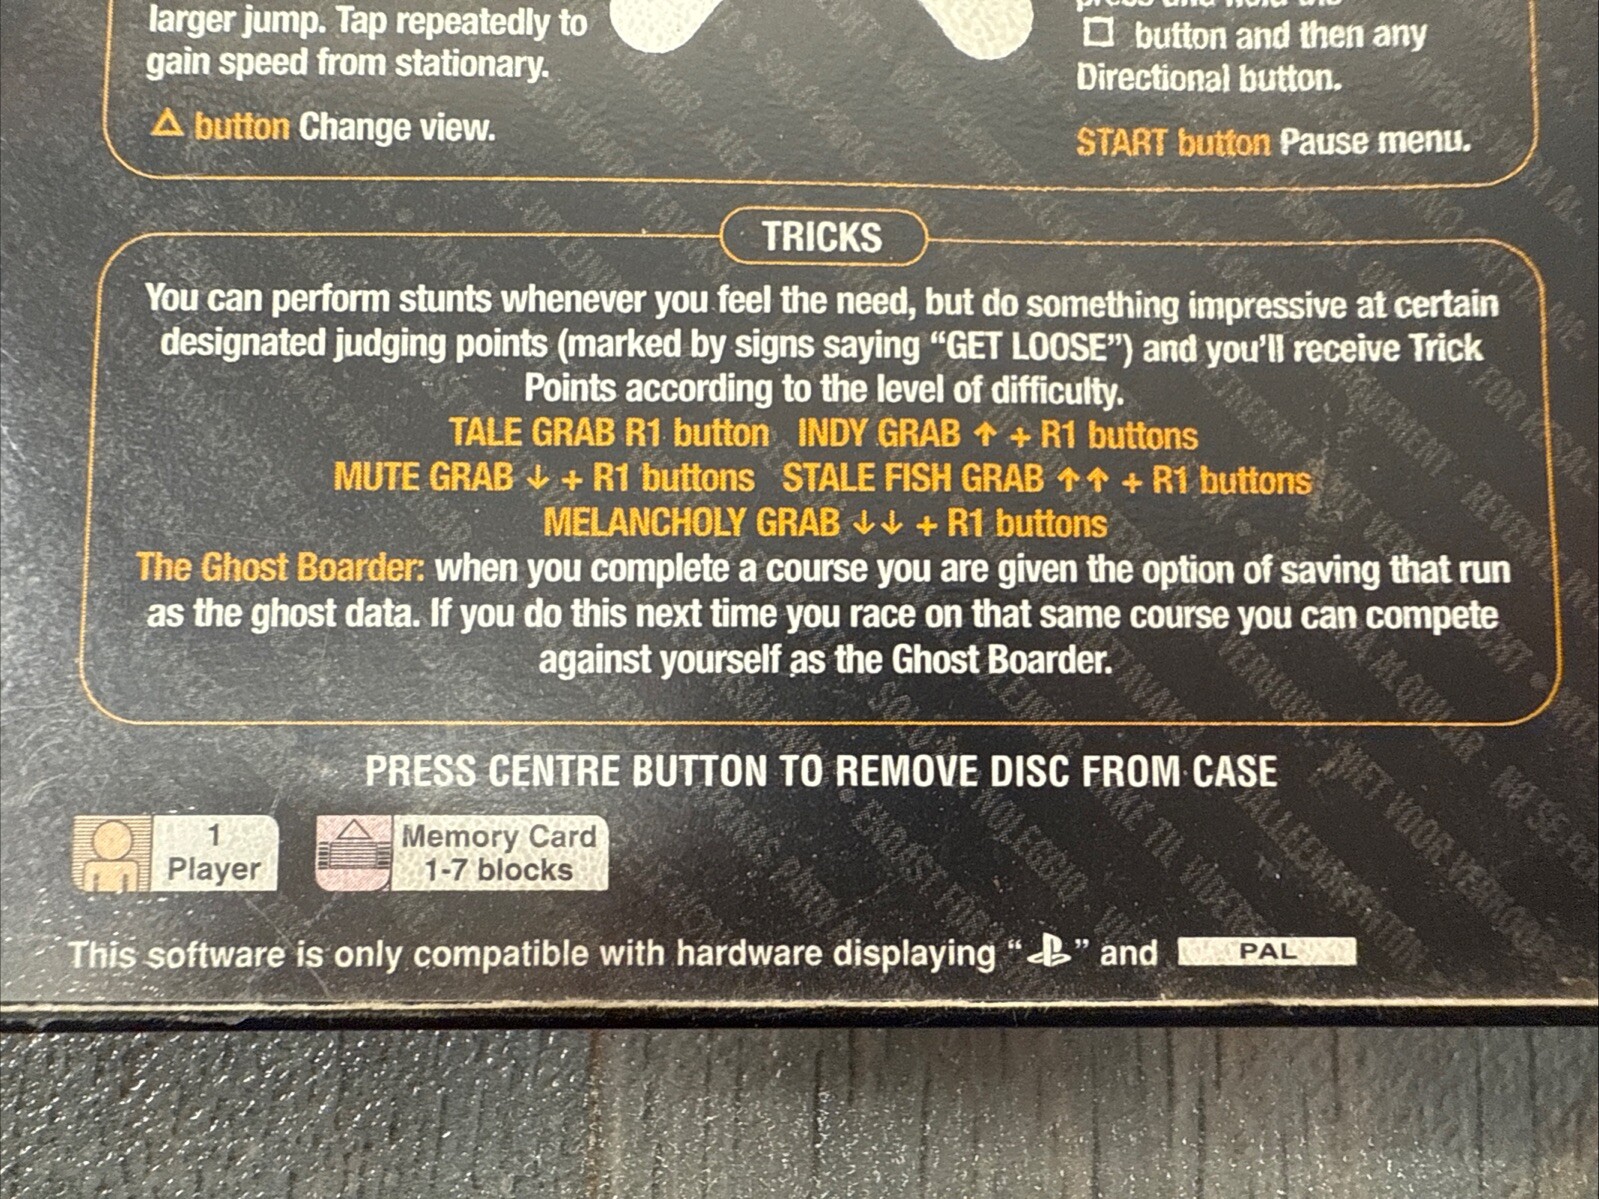 larger jump. Tap repeatedly to
gain speed from stationary.
△ button Change view.
□ button and then any
Directional button.
START button Pause menu.
TRICKS
You can perform stunts whenever you feel the need, but do something impressive at certain
designated judging points (marked by signs saying “GET LOOSE”) and you'll receive Trick
Points according to the level of difficulty.
TALE GRAB R1 button INDY GRAB ↑ + R1 buttons
MUTE GRAB ↓ + R1 buttons STALE FISH GRAB ↑↑ + R1 buttons
MELANCHOLY GRAB ↓↓ + R1 buttons
The Ghost Boarder: when you complete a course you are given the option of saving that run
as the ghost data. If you do this next time you race on that same course you can compete
against yourself as the Ghost Boarder.
PRESS CENTRE BUTTON TO REMOVE DISC FROM CASE
1
Player
Memory Card
1-7 blocks
This software is only compatible with hardware displaying “ ” and PAL